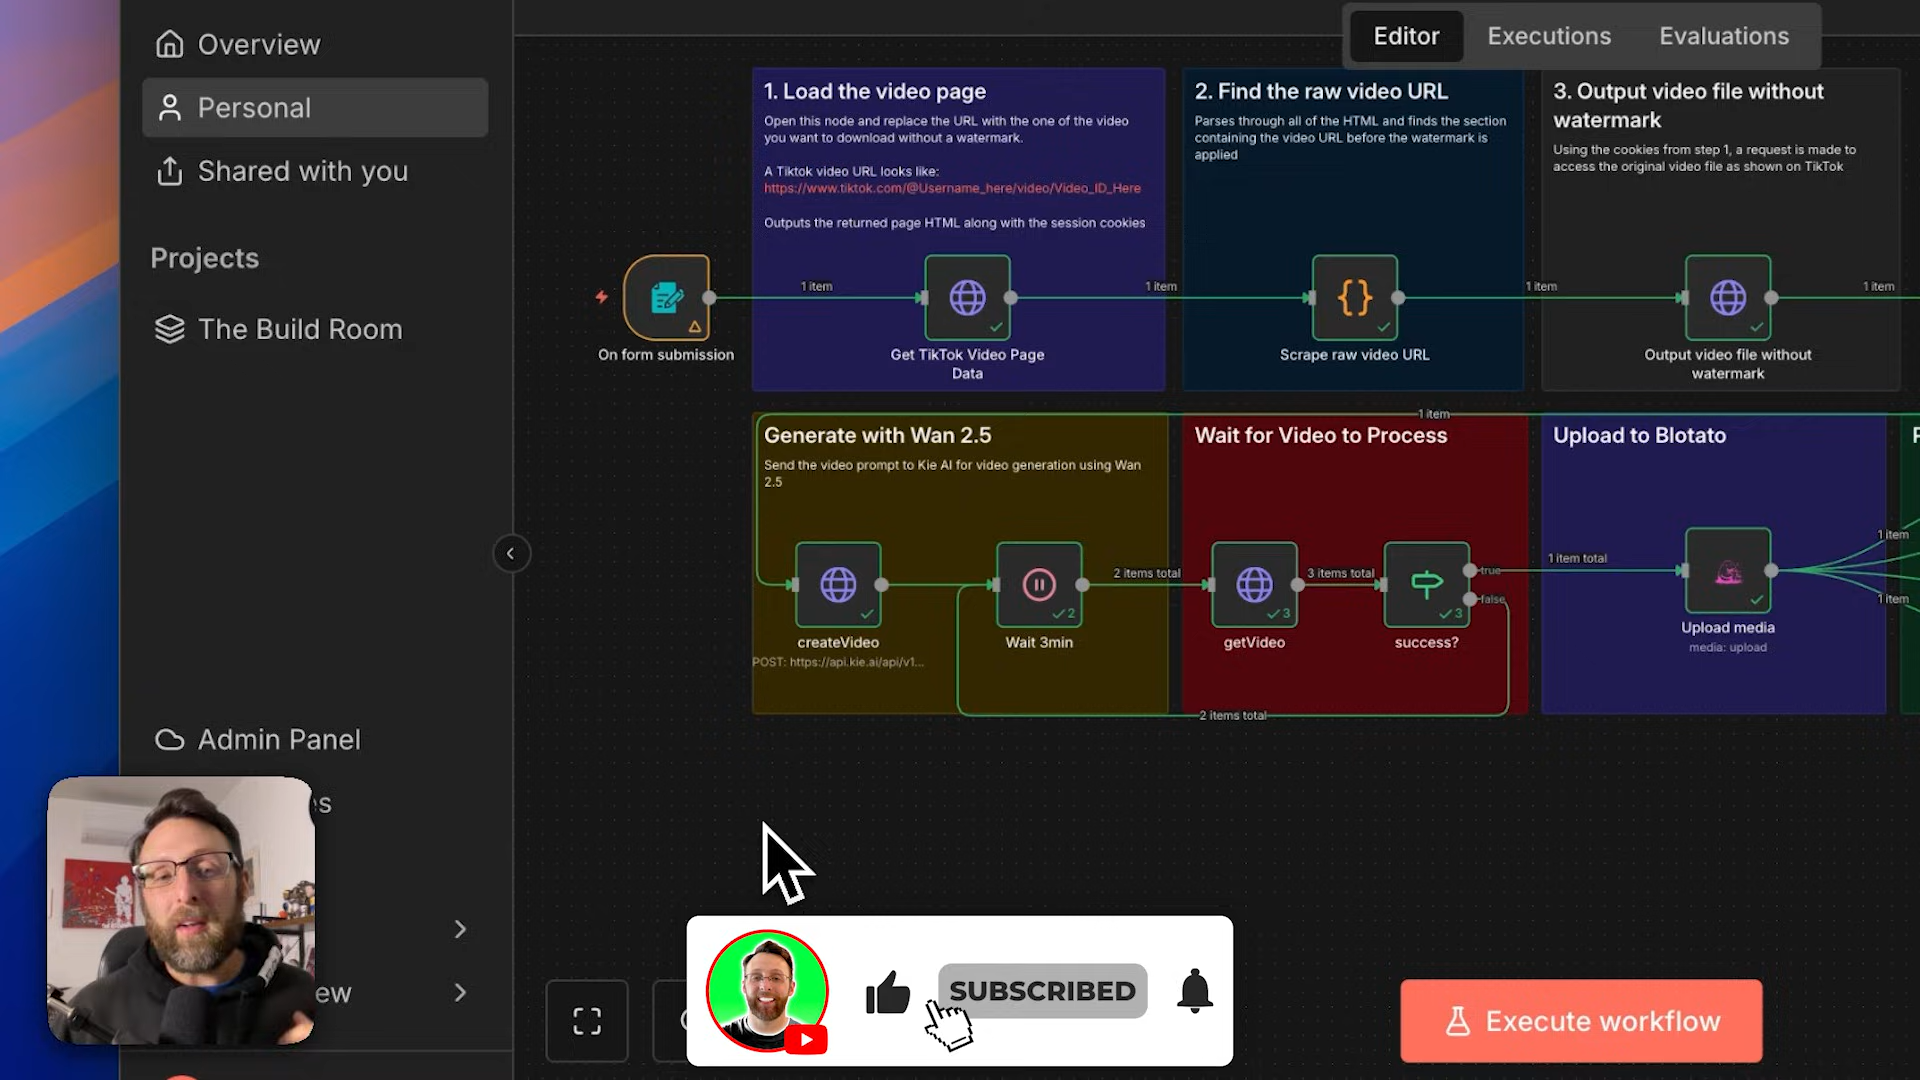 Overview
Personal
Shared with you
Projects
The Build Room
Admin Panel
Editor
Executions
Evaluations
1. Load the video page
Open this node and replace the URL with the one of the video
you want to download without a watermark.
A Tiktok video URL looks like:
https://www.tiktok.com/@Username_here/video/Video_ID_Here
Outputs the returned page HTML along with the session cookies
2. Find the raw video URL
Parses through all of the HTML and finds the section
containing the video URL before the watermark is
applied
3. Output video file without
watermark
Using the cookies from step 1, a request is made to
access the original video file as shown on TikTok
1 item
1 item
1 item
1 item
On form submission
Get TikTok Video Page
Data
Scrape raw video URL
Output video file without
watermark
1 item
Generate with Wan 2.5
Send the video prompt to Kie AI for video generation using Wan
2.5
Wait for Video to Process
Upload to Blotato
2 items total
3 items total
true
false
1 item total
1 item
1 item
2
3
3
createVideo
POST: https://api.kie.ai/api/v1...
Wait 3min
getVideo
success?
Upload media
media: upload
2 items total
SUBSCRIBED
Execute workflow